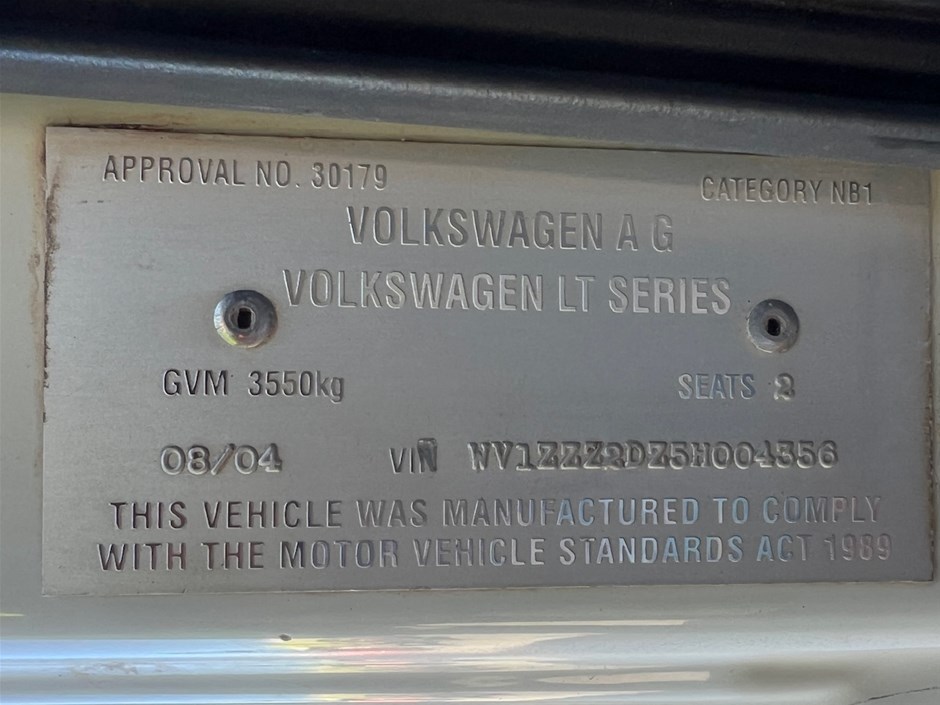 APPROVAL NO. 30179 CATEGORY NB1
VOLKSWAGEN A G
VOLKSWAGEN LT SERIES
GVM 3550kg SEATS 2
08/04 VIN WV1ZZZ2DZ5H004356
THIS VEHICLE WAS MANUFACTURED TO COMPLY
WITH THE MOTOR VEHICLE STANDARDS ACT 1989